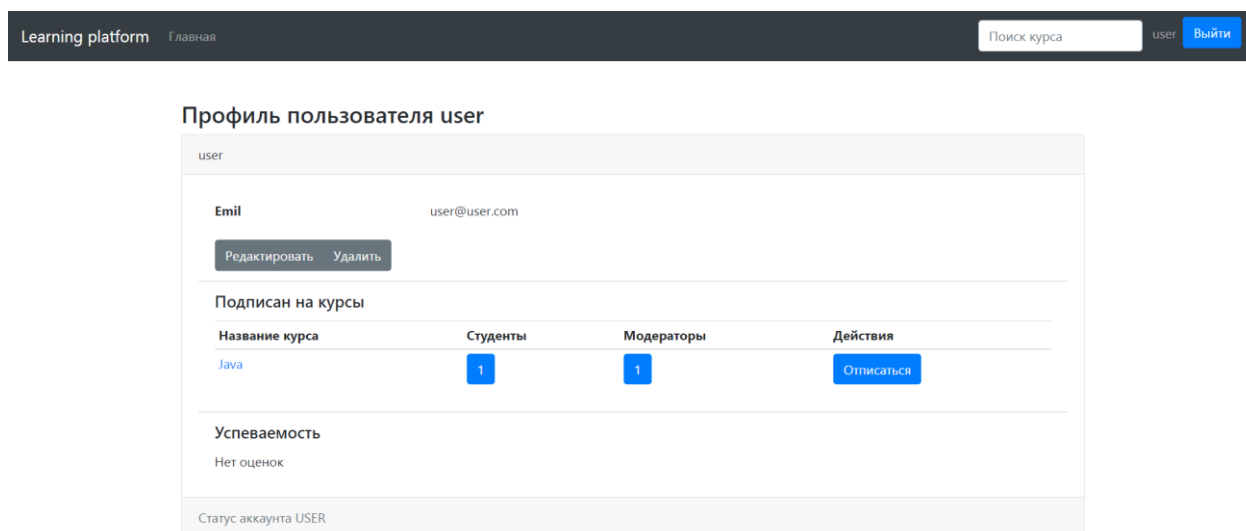 Learning platform Главная Поиск курса user Выйти
Профиль пользователя user
user
Emil user@user.com
Редактировать Удалить
Подписан на курсы
Название курса Студенты Модераторы Действия
Java 1 1 Отписаться
Успеваемость
Нет оценок
Статус аккаунта USER